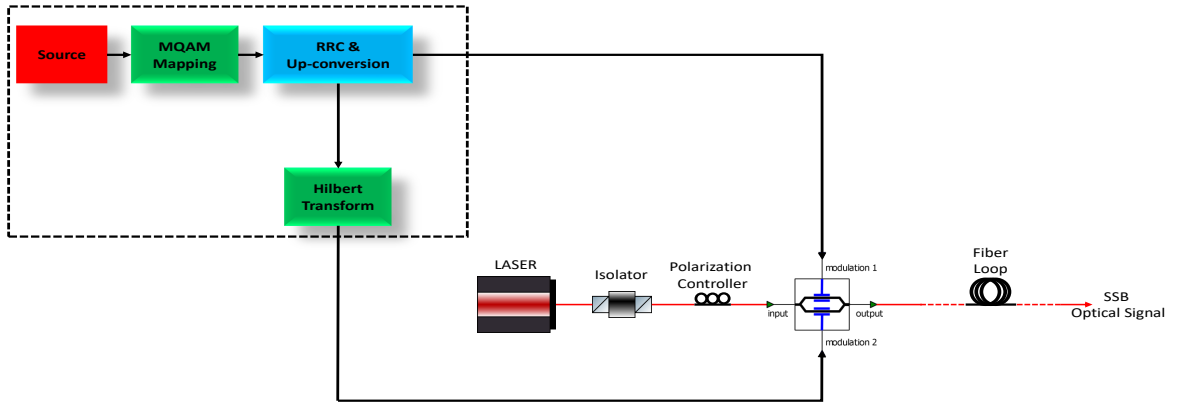 Source
MQAM
Mapping
RRC &
Up-conversion
Hilbert
Transform
LASER
Isolator
Polarization
Controller
modulation 1
input
output
modulation 2
Fiber
Loop
SSB
Optical Signal